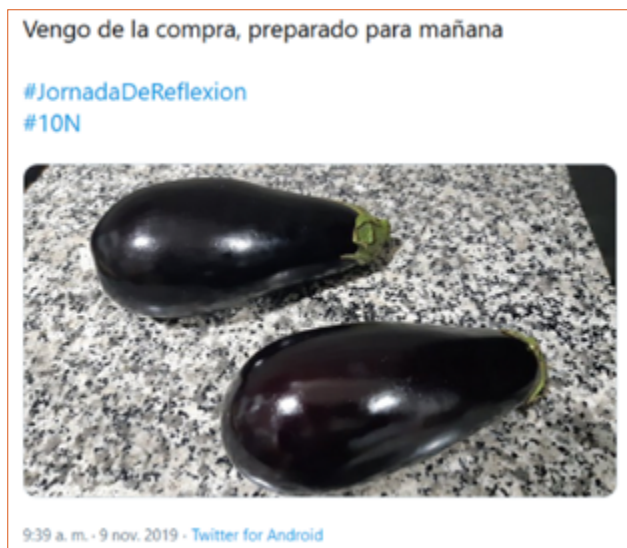 Vengo de la compra, preparado para mañana
#JornadaDeReflexion
#10N
9:39 a. m. · 9 nov. 2019 · Twitter for Android